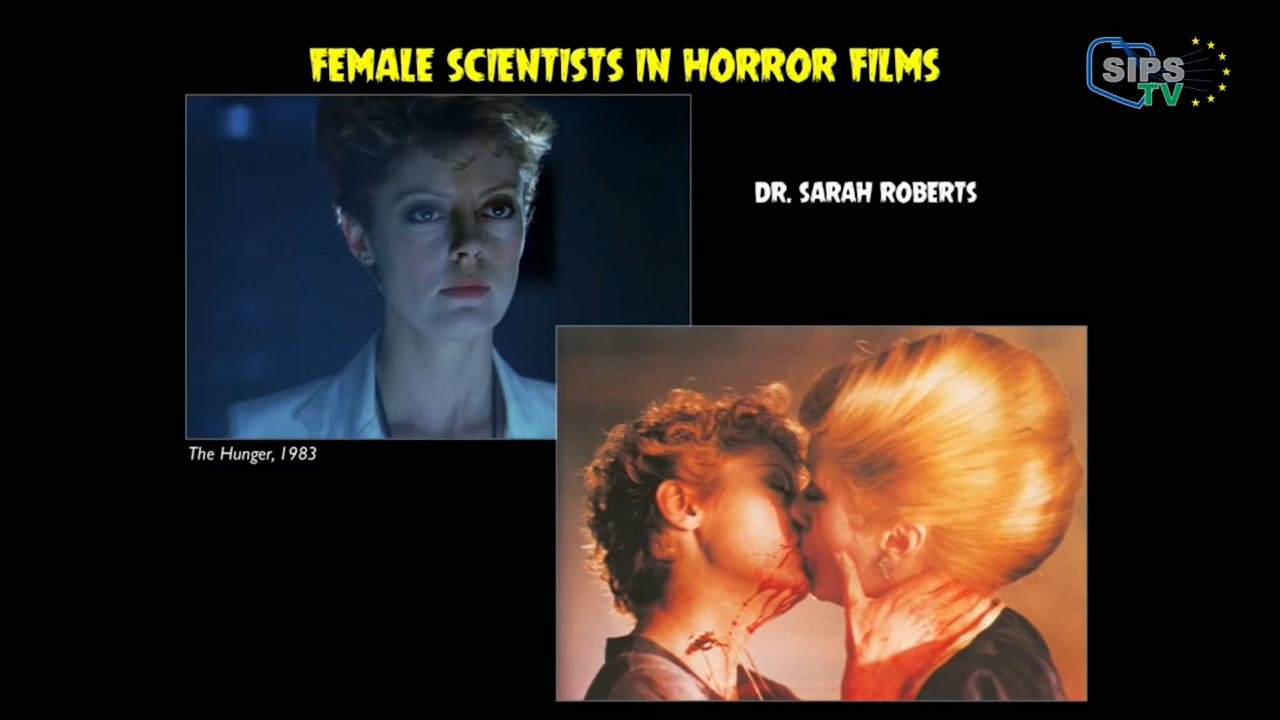 FEMALE SCIENTISTS IN HORROR FILMS
SIPS
TV
DR. SARAH ROBERTS
The Hunger, 1983